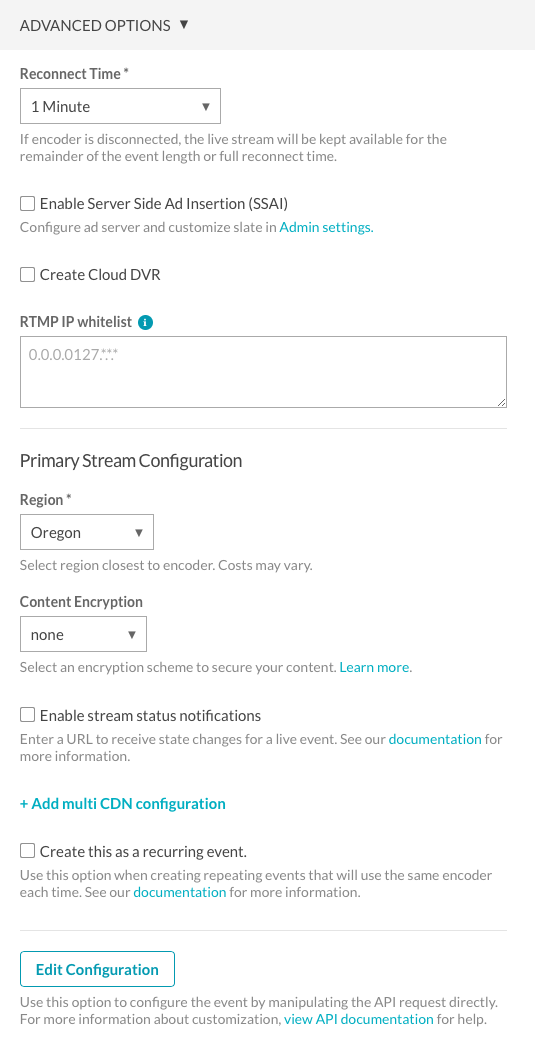 ADVANCED OPTIONS ▼
Reconnect Time *
1 Minute ▼
If encoder is disconnected, the live stream will be kept available for the
remainder of the event length or full reconnect time.
Enable Server Side Ad Insertion (SSAI)
Configure ad server and customize slate in Admin settings.
Create Cloud DVR
RTMP IP whitelist i
0.0.0.0127.*.*.*
Primary Stream Configuration
Region *
Oregon ▼
Select region closest to encoder. Costs may vary.
Content Encryption
none ▼
Select an encryption scheme to secure your content. Learn more.
Enable stream status notifications
Enter a URL to receive state changes for a live event. See our documentation for
more information.
+ Add multi CDN configuration
Create this as a recurring event.
Use this option when creating repeating events that will use the same encoder
each time. See our documentation for more information.
Edit Configuration
Use this option to configure the event by manipulating the API request directly.
For more information about customization, view API documentation for help.